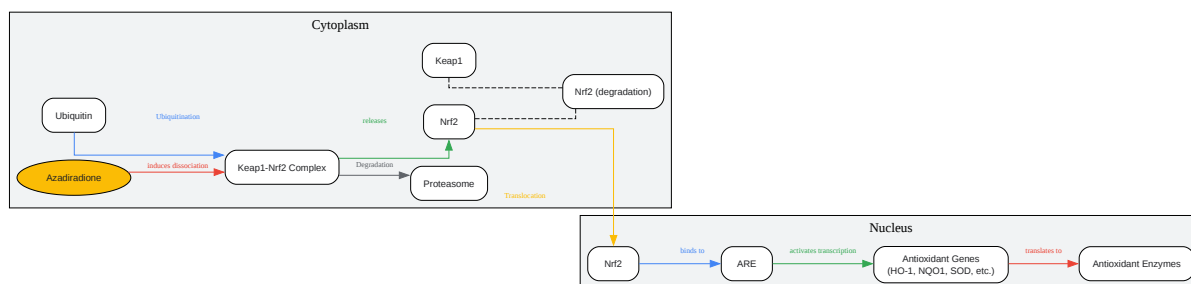 Cytoplasm
Keap1
Nrf2 (degradation)
Ubiquitin
Ubiquitination
releases
Nrf2
Azadiradione
induces dissociation
Keap1-Nrf2 Complex
Degradation
Proteasome
Translocation
Nucleus
Nrf2
binds to
ARE
activates transcription
Antioxidant Genes
(HO-1, NQO1, SOD, etc.)
translates to
Antioxidant Enzymes